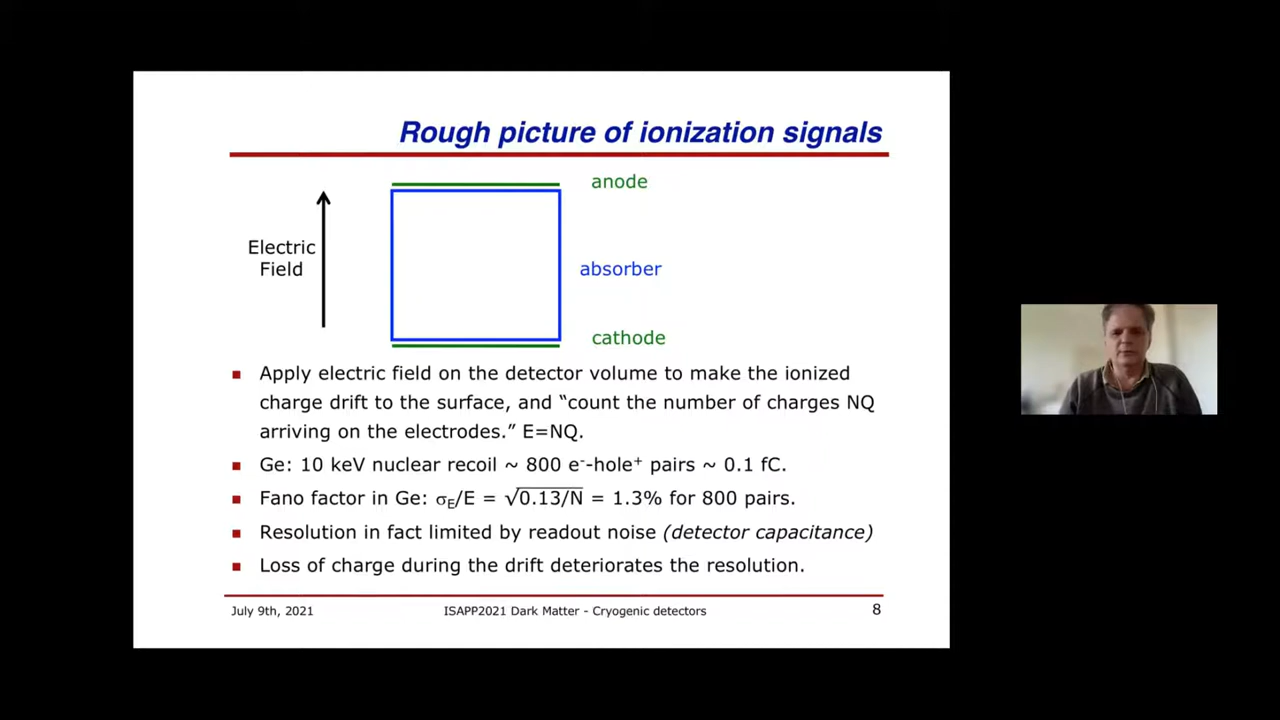 Rough picture of ionization signals
anode
Electric
Field
absorber
cathode
▪ Apply electric field on the detector volume to make the ionized
charge drift to the surface, and “count the number of charges NQ
arriving on the electrodes.” E=NQ.
▪ Ge: 10 keV nuclear recoil ~ 800 e⁻-hole⁺ pairs ~ 0.1 fC.
▪ Fano factor in Ge: σ_E/E = √0.13/N = 1.3% for 800 pairs.
▪ Resolution in fact limited by readout noise (detector capacitance)
▪ Loss of charge during the drift deteriorates the resolution.
July 9th, 2021 ISAPP2021 Dark Matter - Cryogenic detectors 8